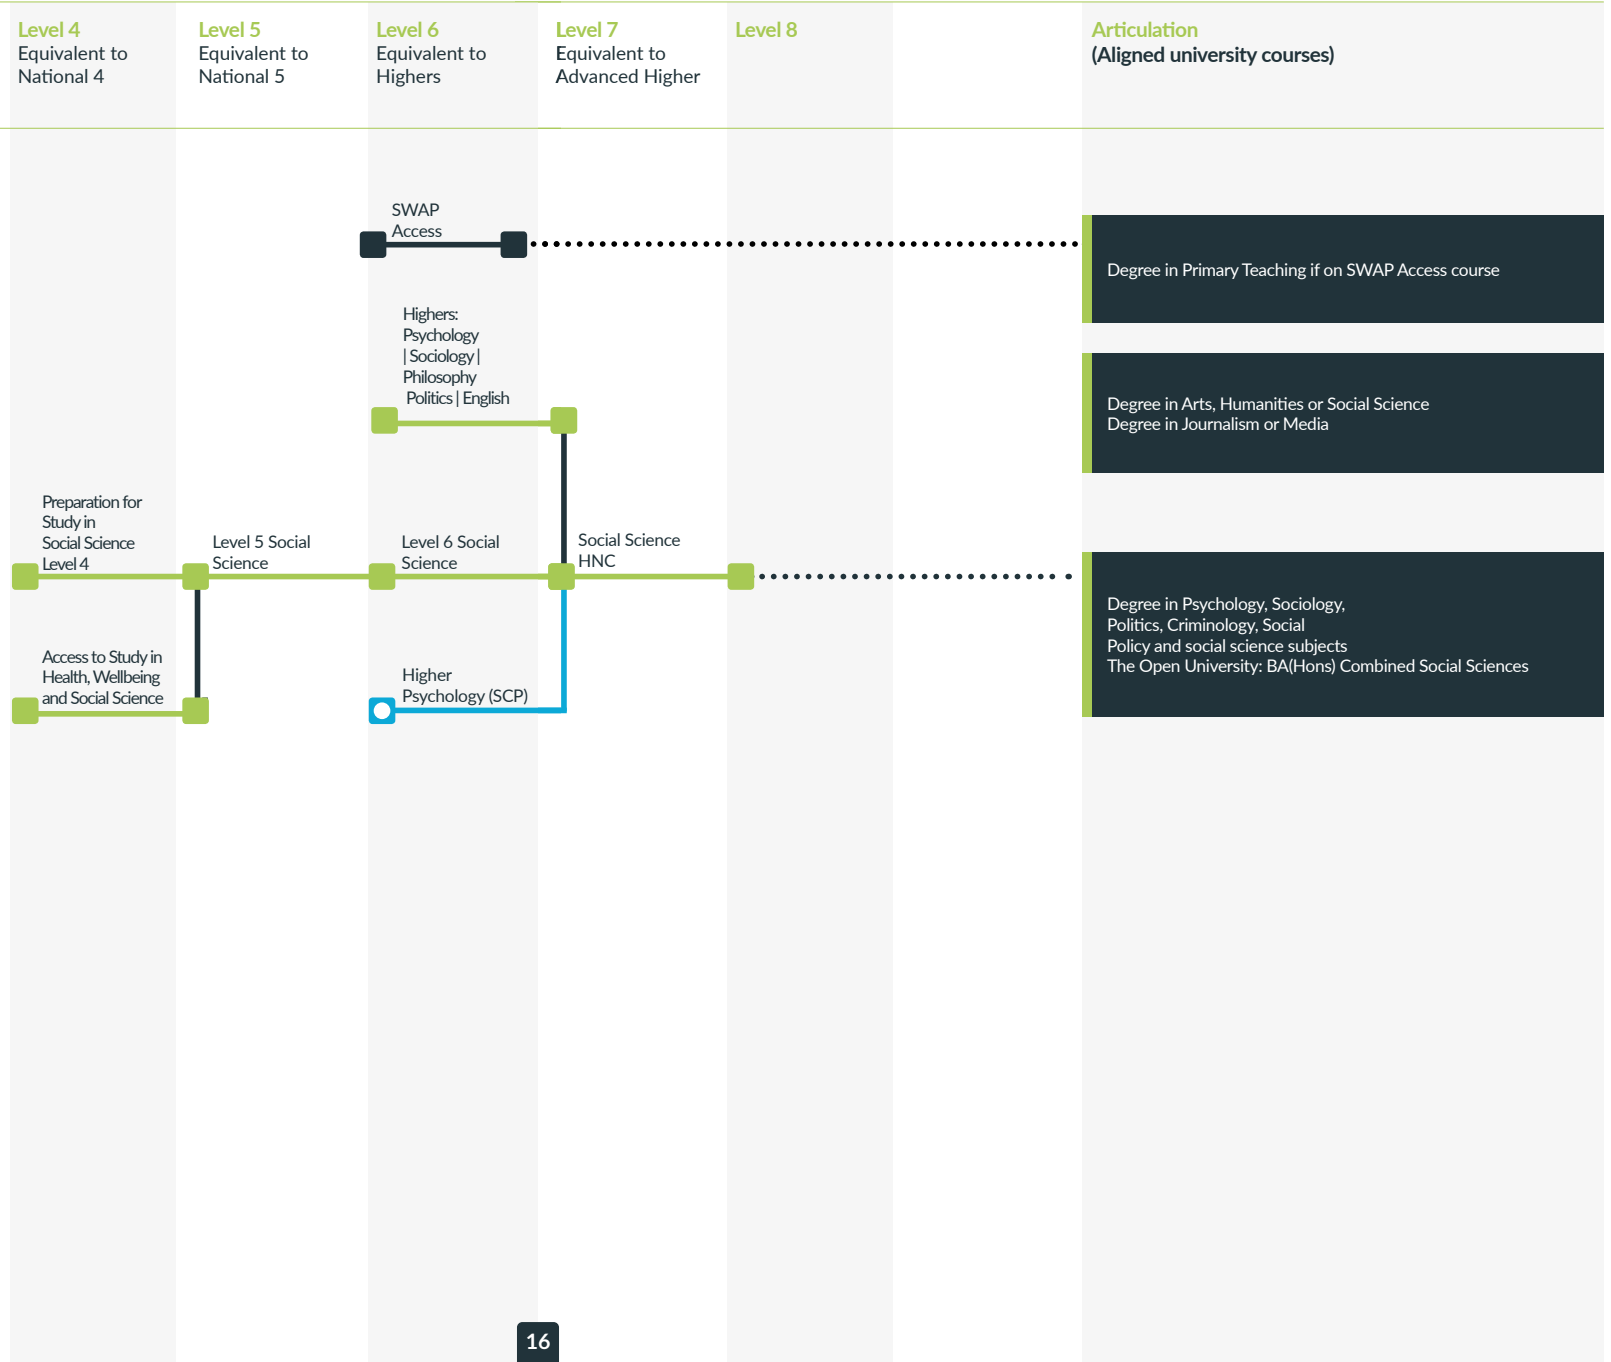 Level 4
Equivalent to
National 4
Level 5
Equivalent to
National 5
Level 6
Equivalent to
Highers
Level 7
Equivalent to
Advanced Higher
Level 8
Articulation
(Aligned university courses)
SWAP
Access
Degree in Primary Teaching if on SWAP Access course
Highers:
Psychology
| Sociology |
Philosophy
Politics | English
Degree in Arts, Humanities or Social Science
Degree in Journalism or Media
Preparation for
Study in
Social Science
Level 4
Level 5 Social
Science
Level 6 Social
Science
Social Science
HNC
Degree in Psychology, Sociology,
Politics, Criminology, Social
Policy and social science subjects
The Open University: BA(Hons) Combined Social Sciences
Access to Study in
Health, Wellbeing
and Social Science
Higher
Psychology (SCP)
16